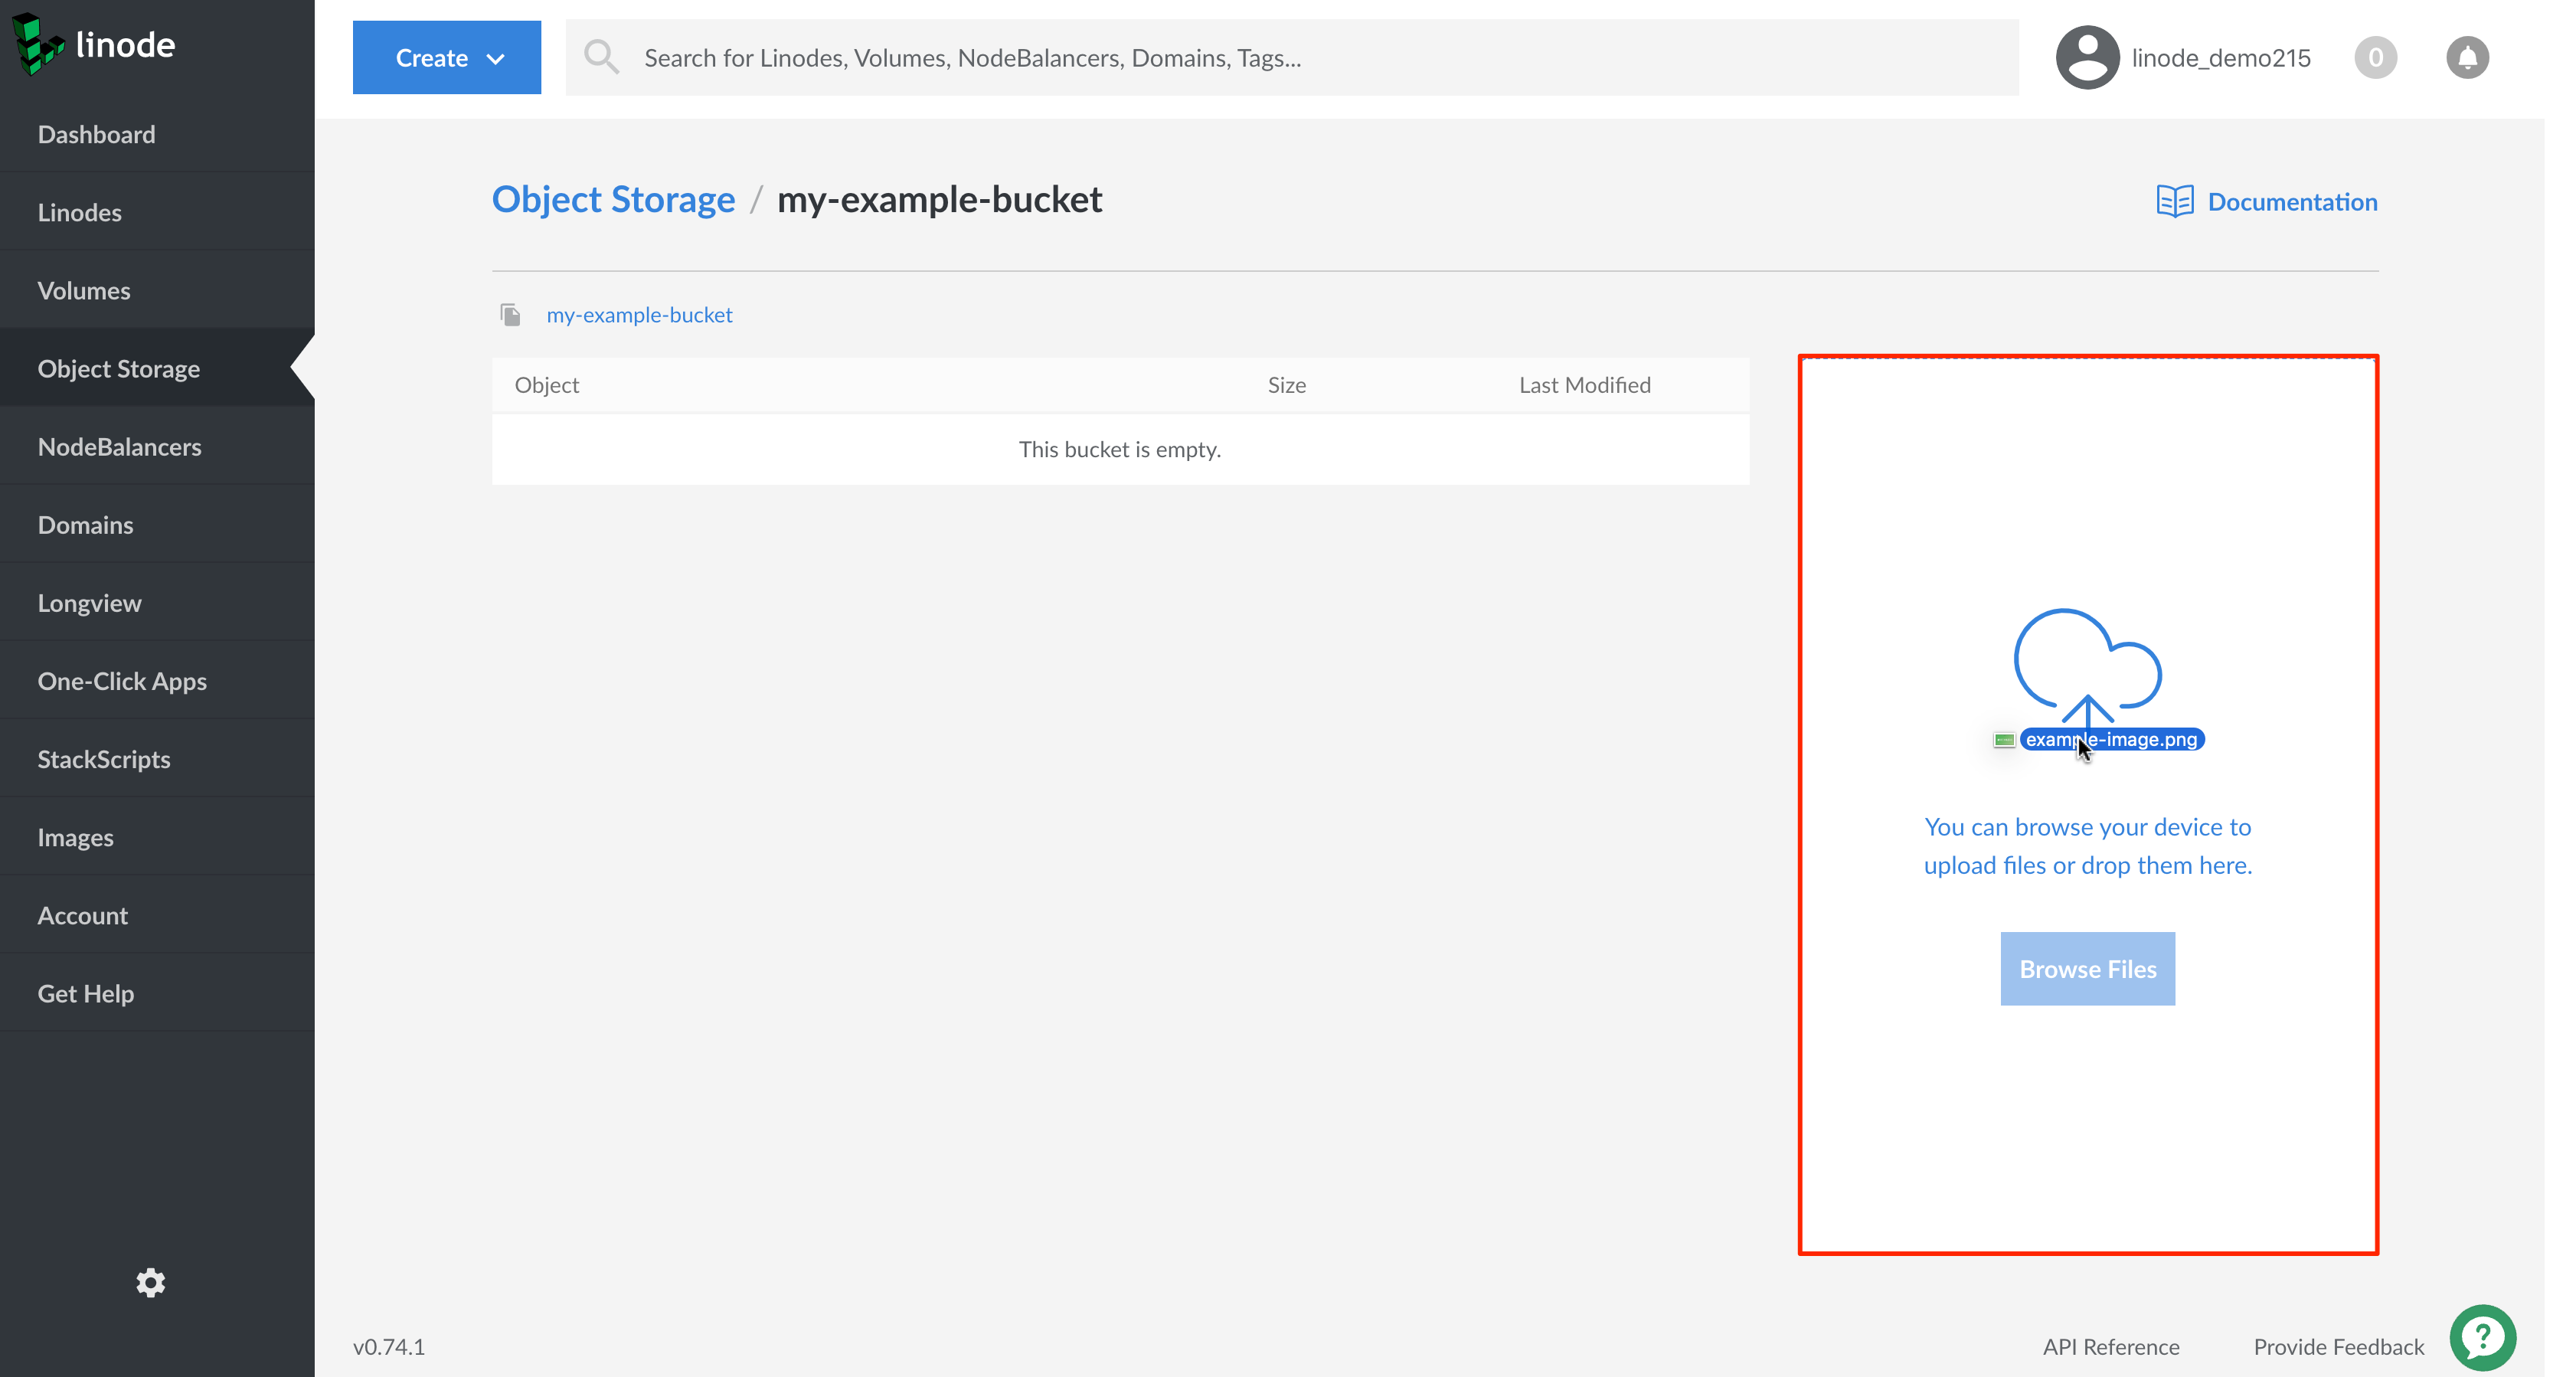 linode
Create
Search for Linodes, Volumes, NodeBalancers, Domains, Tags...
linode_demo215
0
Dashboard
Linodes
Volumes
Object Storage
NodeBalancers
Domains
Longview
One-Click Apps
StackScripts
Images
Account
Get Help
Object Storage / my-example-bucket
Documentation
my-example-bucket
Object Size Last Modified
This bucket is empty.
example-image.png
You can browse your device to
upload files or drop them here.
Browse Files
v0.74.1
API Reference
Provide Feedback
?